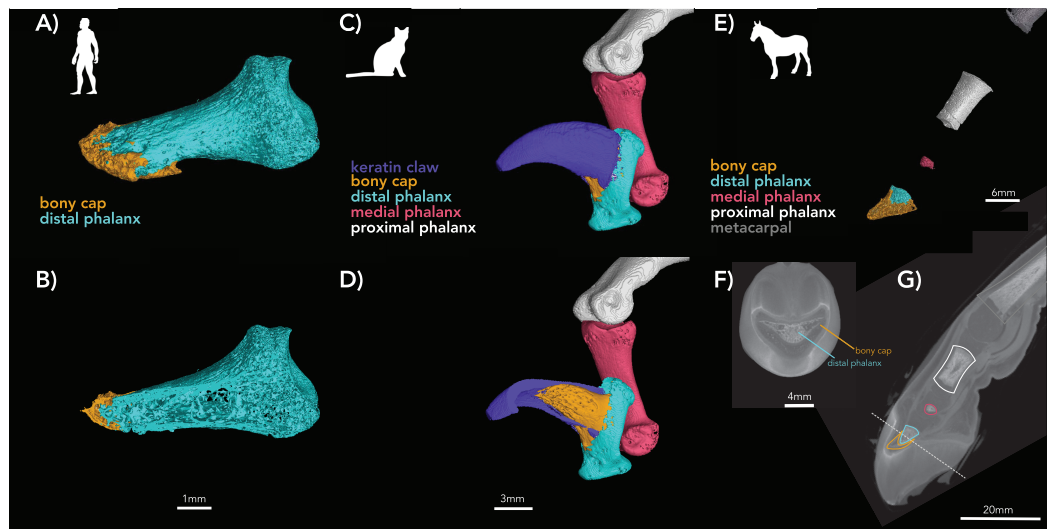 A)
bony cap
distal phalanx
C)
keratin claw
bony cap
distal phalanx
medial phalanx
proximal phalanx
E)
bony cap
distal phalanx
medial phalanx
proximal phalanx
metacarpal
6mm
B)
1mm
D)
3mm
F)
bony cap
distal phalanx
4mm
G)
20mm